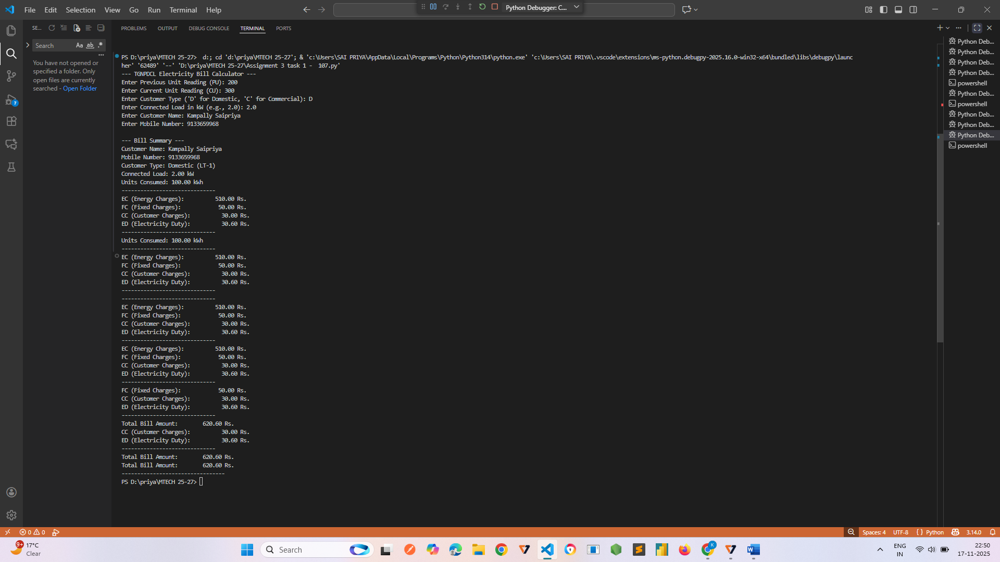 File Edit Selection View Go Run Terminal Help
Python Debugger: C...
SE...
Search
Aa ab .*
You have not opened or
specified a folder. Only
open files are currently
searched - Open Folder
7
PROBLEMS OUTPUT DEBUG CONSOLE TERMINAL PORTS
PS D:\priya\MTECH 25-27>  d:; cd 'd:\priya\MTECH 25-27'; & 'c:\Users\SAI PRIYA\AppData\Local\Programs\Python\Python314\python.exe' 'c:\Users\SAI PRIYA\.vscode\extensions\ms-python.debugpy-2025.16.0-win32-x64\bundled\libs\debugpy\launc
her' '62489' '--' 'D:\priya\MTECH 25-27\Assignment 3 task 1 -  107.py'
--- TGNPDCL Electricity Bill Calculator ---
Enter Previous Unit Reading (PU): 200
Enter Current Unit Reading (CU): 300
Enter Customer Type ('D' for Domestic, 'C' for Commercial): D
Enter Connected Load in kW (e.g., 2.0): 2.0
Enter Customer Name: Kampally Saipriya
Enter Mobile Number: 9133659968
--- Bill Summary ---
Customer Name: Kampally Saipriya
Mobile Number: 9133659968
Customer Type: Domestic (LT-1)
Connected Load: 2.00 kW
Units Consumed: 100.00 kWh
------------------------------
EC (Energy Charges):          510.00 Rs.
FC (Fixed Charges):            50.00 Rs.
CC (Customer Charges):          30.00 Rs.
ED (Electricity Duty):          30.60 Rs.
------------------------------
Units Consumed: 100.00 kWh
------------------------------
EC (Energy Charges):          510.00 Rs.
FC (Fixed Charges):            50.00 Rs.
CC (Customer Charges):          30.00 Rs.
ED (Electricity Duty):          30.60 Rs.
------------------------------
------------------------------
EC (Energy Charges):          510.00 Rs.
FC (Fixed Charges):            50.00 Rs.
CC (Customer Charges):          30.00 Rs.
ED (Electricity Duty):          30.60 Rs.
------------------------------
EC (Energy Charges):          510.00 Rs.
FC (Fixed Charges):            50.00 Rs.
CC (Customer Charges):          30.00 Rs.
ED (Electricity Duty):          30.60 Rs.
------------------------------
FC (Fixed Charges):            50.00 Rs.
CC (Customer Charges):          30.00 Rs.
ED (Electricity Duty):          30.60 Rs.
------------------------------
Total Bill Amount:        620.60 Rs.
CC (Customer Charges):          30.00 Rs.
ED (Electricity Duty):          30.60 Rs.
------------------------------
Total Bill Amount:        620.60 Rs.
Total Bill Amount:        620.60 Rs.
---------------------------------
PS D:\priya\MTECH 25-27>
Python Deb...
Python Deb...
Python Deb...
Python Deb...
powershell
Python Deb...
powershell
Python Deb...
Python Deb...
Python Deb...
powershell
0 0
Spaces: 4 UTF-8 {} Python 3.14.0
9+
17°C
Clear
Search
K
ENG
IN
22:50
17-11-2025